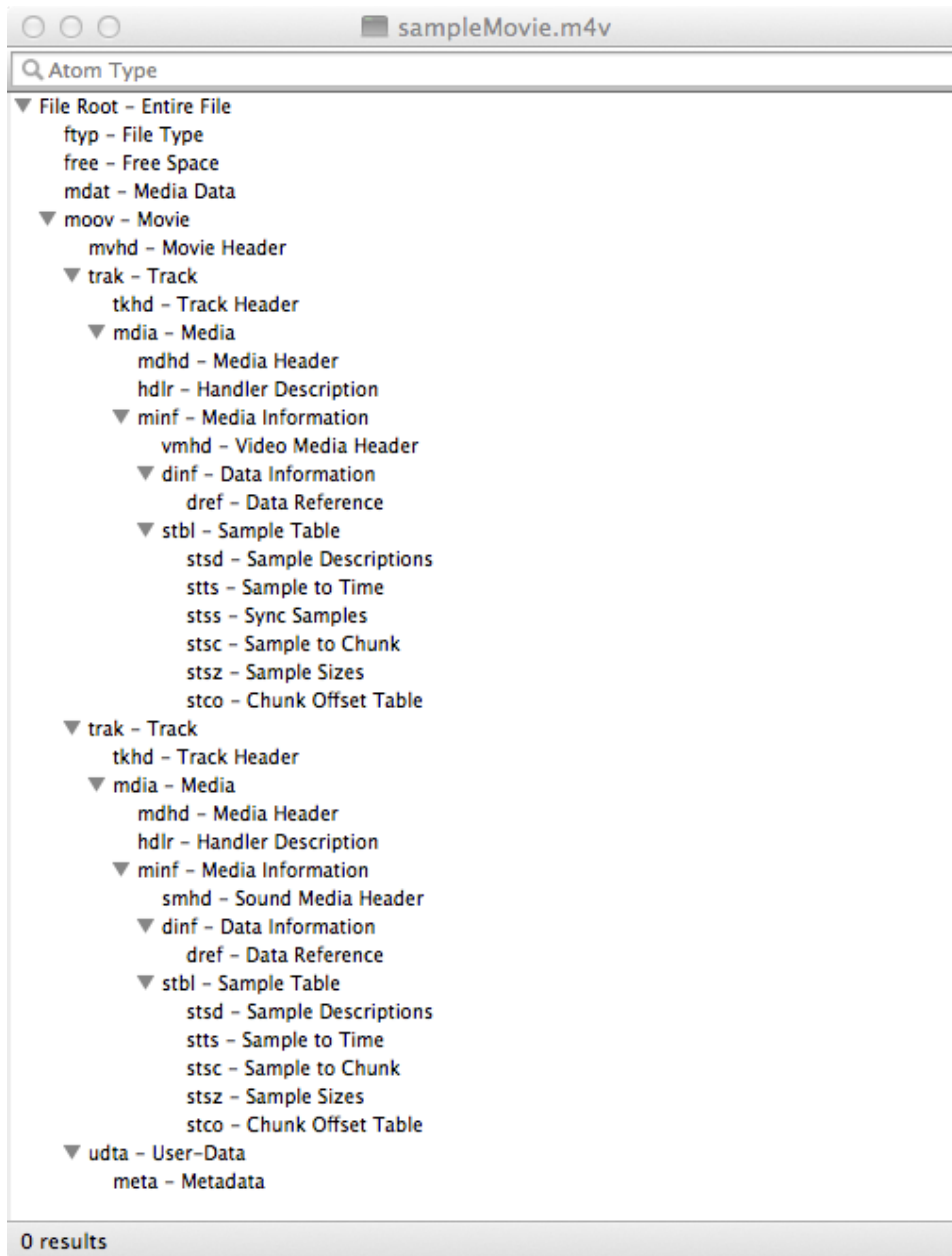 sampleMovie.m4v
Atom Type
File Root – Entire File
ftyp – File Type
free – Free Space
mdat – Media Data
moov – Movie
mvhd – Movie Header
trak – Track
tkhd – Track Header
mdia – Media
mdhd – Media Header
hdlr – Handler Description
minf – Media Information
vmhd – Video Media Header
dinf – Data Information
dref – Data Reference
stbl – Sample Table
stsd – Sample Descriptions
stts – Sample to Time
stss – Sync Samples
stsc – Sample to Chunk
stsz – Sample Sizes
stco – Chunk Offset Table
trak – Track
tkhd – Track Header
mdia – Media
mdhd – Media Header
hdlr – Handler Description
minf – Media Information
smhd – Sound Media Header
dinf – Data Information
dref – Data Reference
stbl – Sample Table
stsd – Sample Descriptions
stts – Sample to Time
stsc – Sample to Chunk
stsz – Sample Sizes
stco – Chunk Offset Table
udta – User-Data
meta – Metadata
0 results